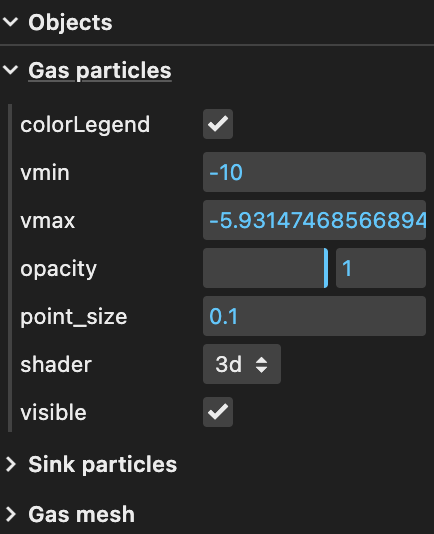 Objects
Gas particles
colorLegend
vmin -10
vmax -5.93147468566894
opacity 1
point_size 0.1
shader 3d
visible
Sink particles
Gas mesh